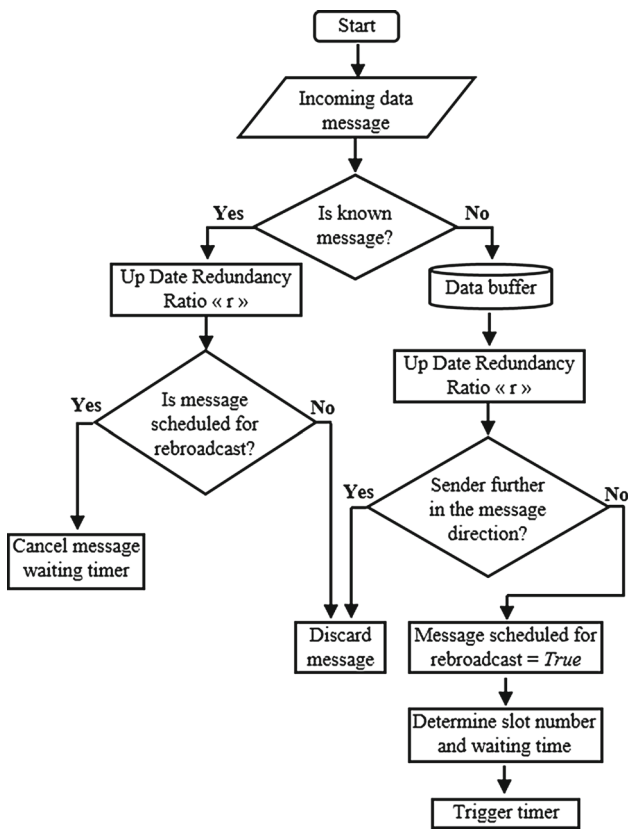 Start
Incoming data
message
Is known
message?
Yes
No
Up Date Redundancy
Ratio « r »
Data buffer
Up Date Redundancy
Ratio « r »
Is message
scheduled for
rebroadcast?
Yes
No
Sender further
in the message
direction?
Yes
No
Cancel message
waiting timer
Discard
message
Message scheduled for
rebroadcast = True
Determine slot number
and waiting time
Trigger timer